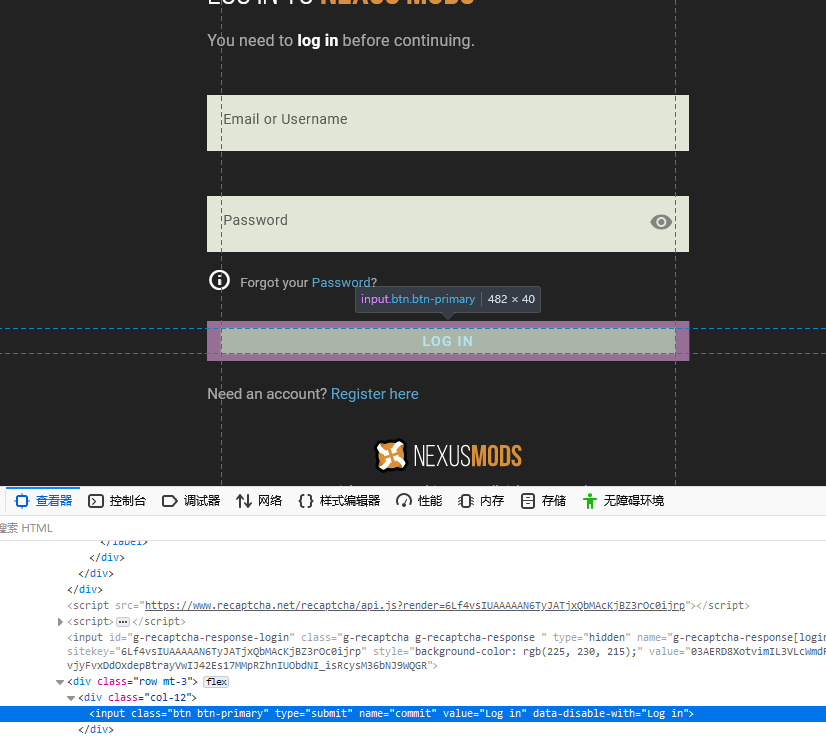 LOG IN TO NEXUS MODS
You need to log in before continuing.
Email or Username
Password
Forgot your Password?
input.btn.btn-primary 482 × 40
LOG IN
Need an account? Register here
NEXUSMODS
查看器 控制台 调试器 网络 样式编辑器 性能 内存 存储 无障碍环境
搜索 HTML
</label>
</div>
</div>
</div>
<script src="https://www.recaptcha.net/recaptcha/api.js?render=6Lf4vsIUAAAAAN6TyJATjxQbMAcKjBZ3rOc0ijrp"></script>
<script>⋯</script>
<input id="g-recaptcha-response-login" class="g-recaptcha g-recaptcha-response " type="hidden" name="g-recaptcha-response[login
sitekey="6Lf4vsIUAAAAAN6TyJATjxQbMAcKjBZ3rOc0ijrp" style="background-color: rgb(225, 230, 215);" value="03AERD8XotvimIL3VLcWmdF
vjyFvxDdOxdepBtrayVwIJ42Es17MMpRZhnIUObdNI_isRcysM36bNJ9WQGR">
<div class="row mt-3"> flex
<div class="col-12">
<input class="btn btn-primary" type="submit" name="commit" value="Log in" data-disable-with="Log in">
</div>